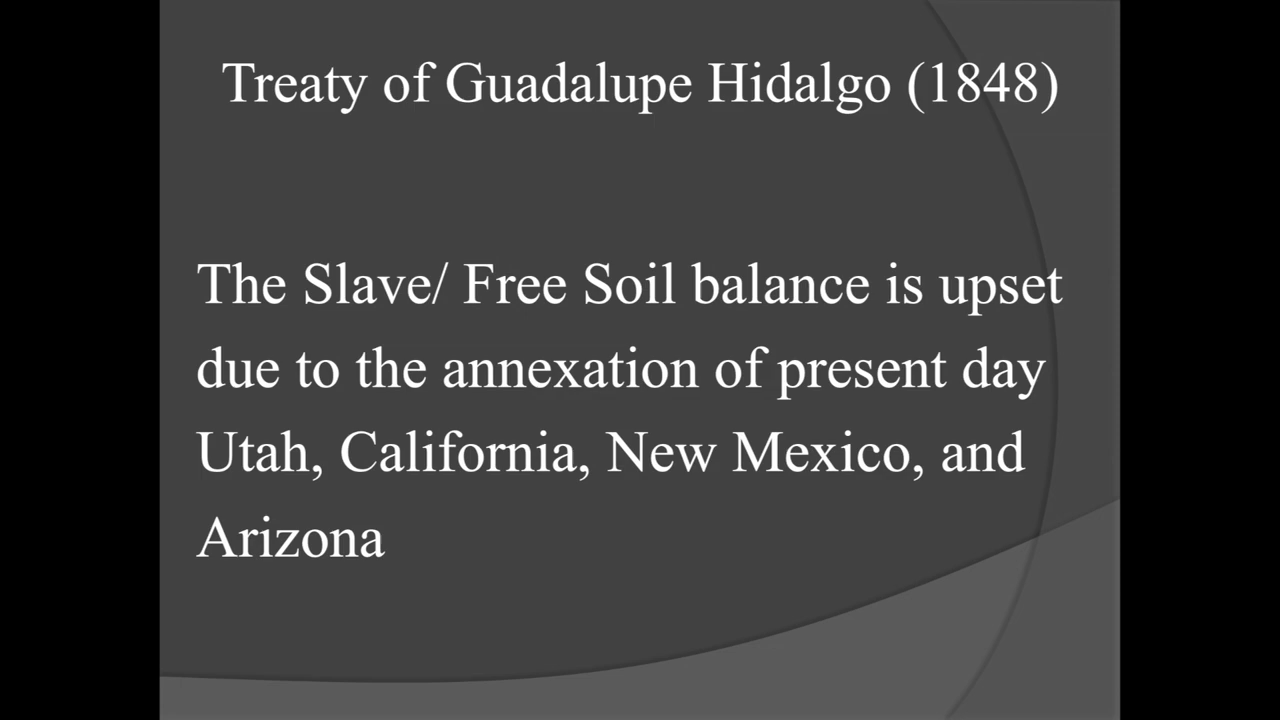 Treaty of Guadalupe Hidalgo (1848)
The Slave/ Free Soil balance is upset
due to the annexation of present day
Utah, California, New Mexico, and
Arizona